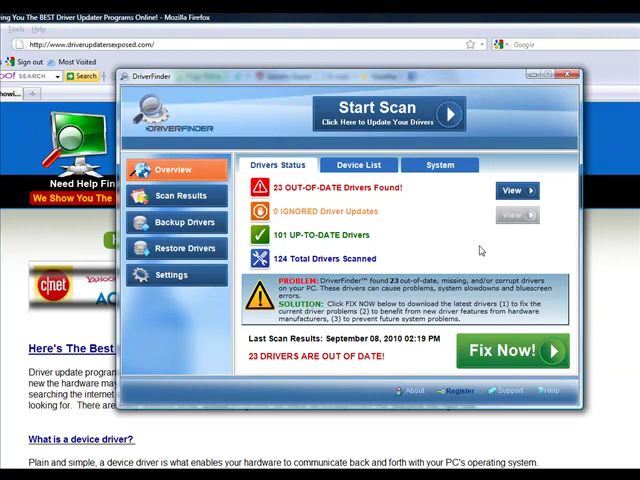 ving You The BEST Driver Updater Programs Online! - Mozilla Firefox
Tools Help
http://www.driverupdatersexposed.com/
Google
Sign out Most Visited
OO! SEARCH Search
howi...
DriverFinder
Start Scan
Click Here to Update Your Drivers
DRIVERFINDER
Overview
Scan Results
Backup Drivers
Restore Drivers
Settings
Drivers Status Device List System
23 OUT-OF-DATE Drivers Found! View
0 IGNORED Driver Updates View
101 UP-TO-DATE Drivers
124 Total Drivers Scanned
PROBLEM: DriverFinder™ found 23 out-of-date, missing, and/or corrupt drivers
on your PC. These drivers can cause problems, system slowdowns and bluescreen
errors.
SOLUTION: Click FIX NOW below to download the latest drivers (1) to fix the
current driver problems (2) to benefit from new driver features from hardware
manufacturers, (3) to prevent future system problems.
Last Scan Results: September 08, 2010 02:19 PM
23 DRIVERS ARE OUT OF DATE!
Fix Now!
About Register Support Help
Need Help Fin
We Show You The
c|net
YAHOO
AO
Here's The Best
Driver update progra
new the hardware may
searching the internet
looking for. There are
What is a device driver?
Plain and simple, a device driver is what enables your hardware to communicate back and forth with your PC's operating system.